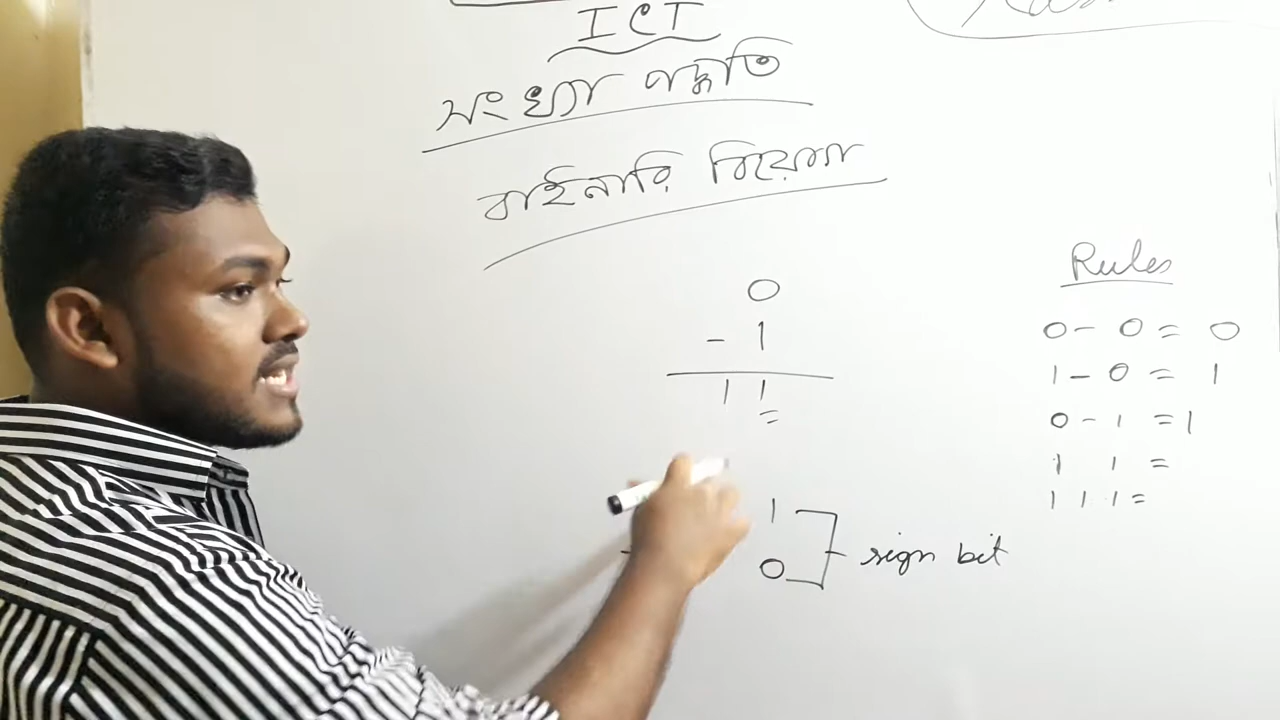 ICT
সংখ্যা পদ্ধতি
বাইনারি বিয়োগ
0
- 1
1 1
=
1
0
sign bit
Rules
0 - 0 = 0
1 - 0 = 1
0 - 1 = 1
1 1 =
1 1 1 =